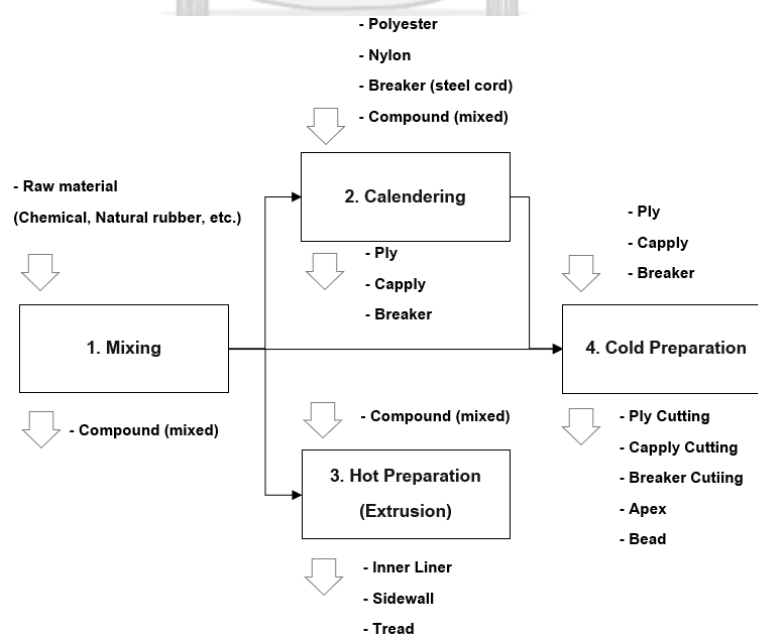 - Polyester
- Nylon
- Breaker (steel cord)
- Compound (mixed)
- Raw material
(Chemical, Natural rubber, etc.)
2. Calendering
- Ply
- Capply
- Breaker
- Ply
- Capply
- Breaker
1. Mixing
4. Cold Preparation
- Compound (mixed)
- Compound (mixed)
3. Hot Preparation
(Extrusion)
- Ply Cutting
- Capply Cutting
- Breaker Cutiing
- Apex
- Bead
- Inner Liner
- Sidewall
- Tread